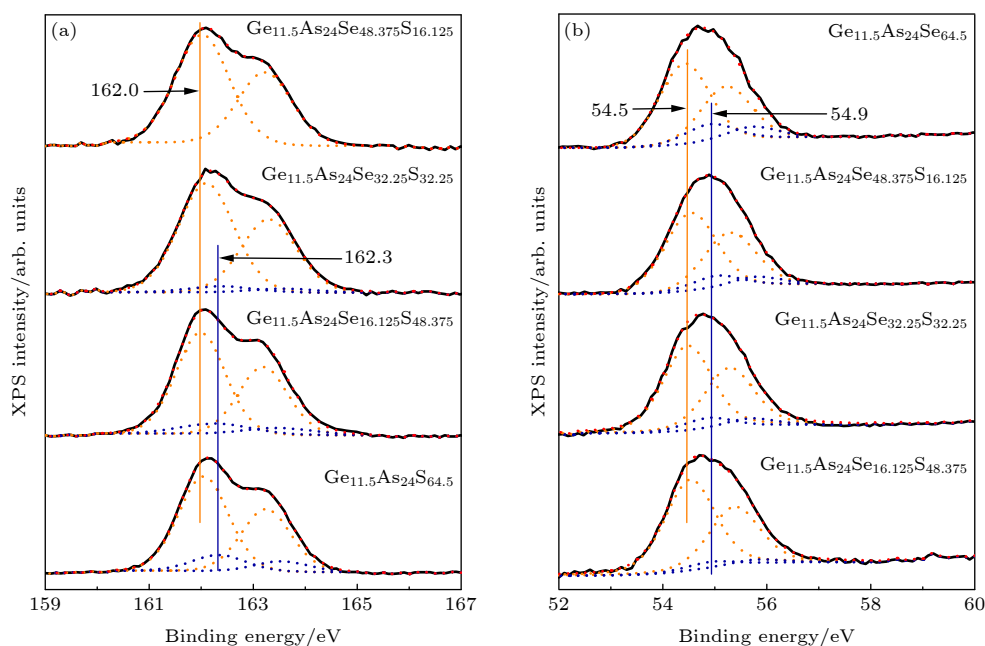 (a)
Ge11.5As24Se48.375S16.125
162.0
Ge11.5As24Se32.25S32.25
162.3
Ge11.5As24Se16.125S48.375
Ge11.5As24S64.5
XPS intensity/arb. units
159 161 163 165 167
Binding energy/eV
(b)
Ge11.5As24Se64.5
54.5
54.9
Ge11.5As24Se48.375S16.125
Ge11.5As24Se32.25S32.25
Ge11.5As24Se16.125S48.375
XPS intensity/arb. units
52 54 56 58 60
Binding energy/eV